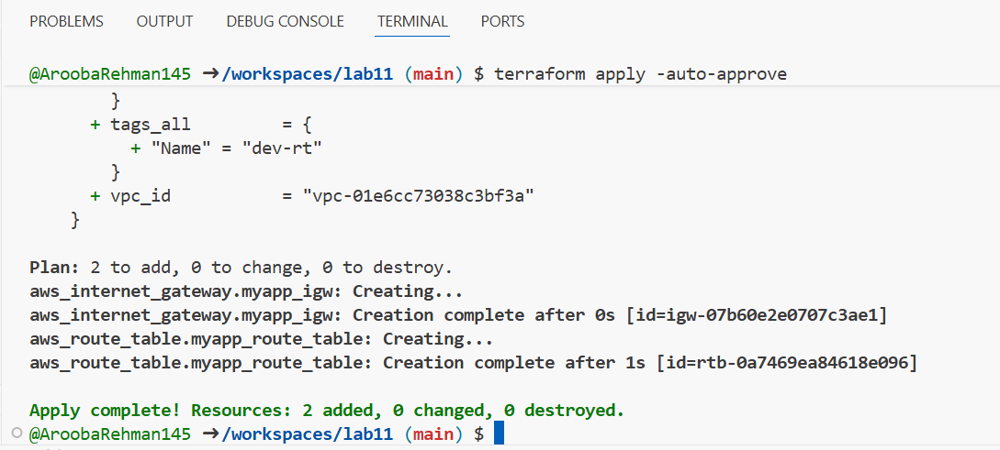 PROBLEMS OUTPUT DEBUG CONSOLE TERMINAL PORTS
@AroobaRehman145 ➜/workspaces/lab11 (main) $ terraform apply -auto-approve
}
+ tags_all = {
+ "Name" = "dev-rt"
}
+ vpc_id = "vpc-01e6cc73038c3bf3a"
}
Plan: 2 to add, 0 to change, 0 to destroy.
aws_internet_gateway.myapp_igw: Creating...
aws_internet_gateway.myapp_igw: Creation complete after 0s [id=igw-07b60e2e0707c3ae1]
aws_route_table.myapp_route_table: Creating...
aws_route_table.myapp_route_table: Creation complete after 1s [id=rtb-0a7469ea84618e096]
Apply complete! Resources: 2 added, 0 changed, 0 destroyed.
@AroobaRehman145 ➜/workspaces/lab11 (main) $